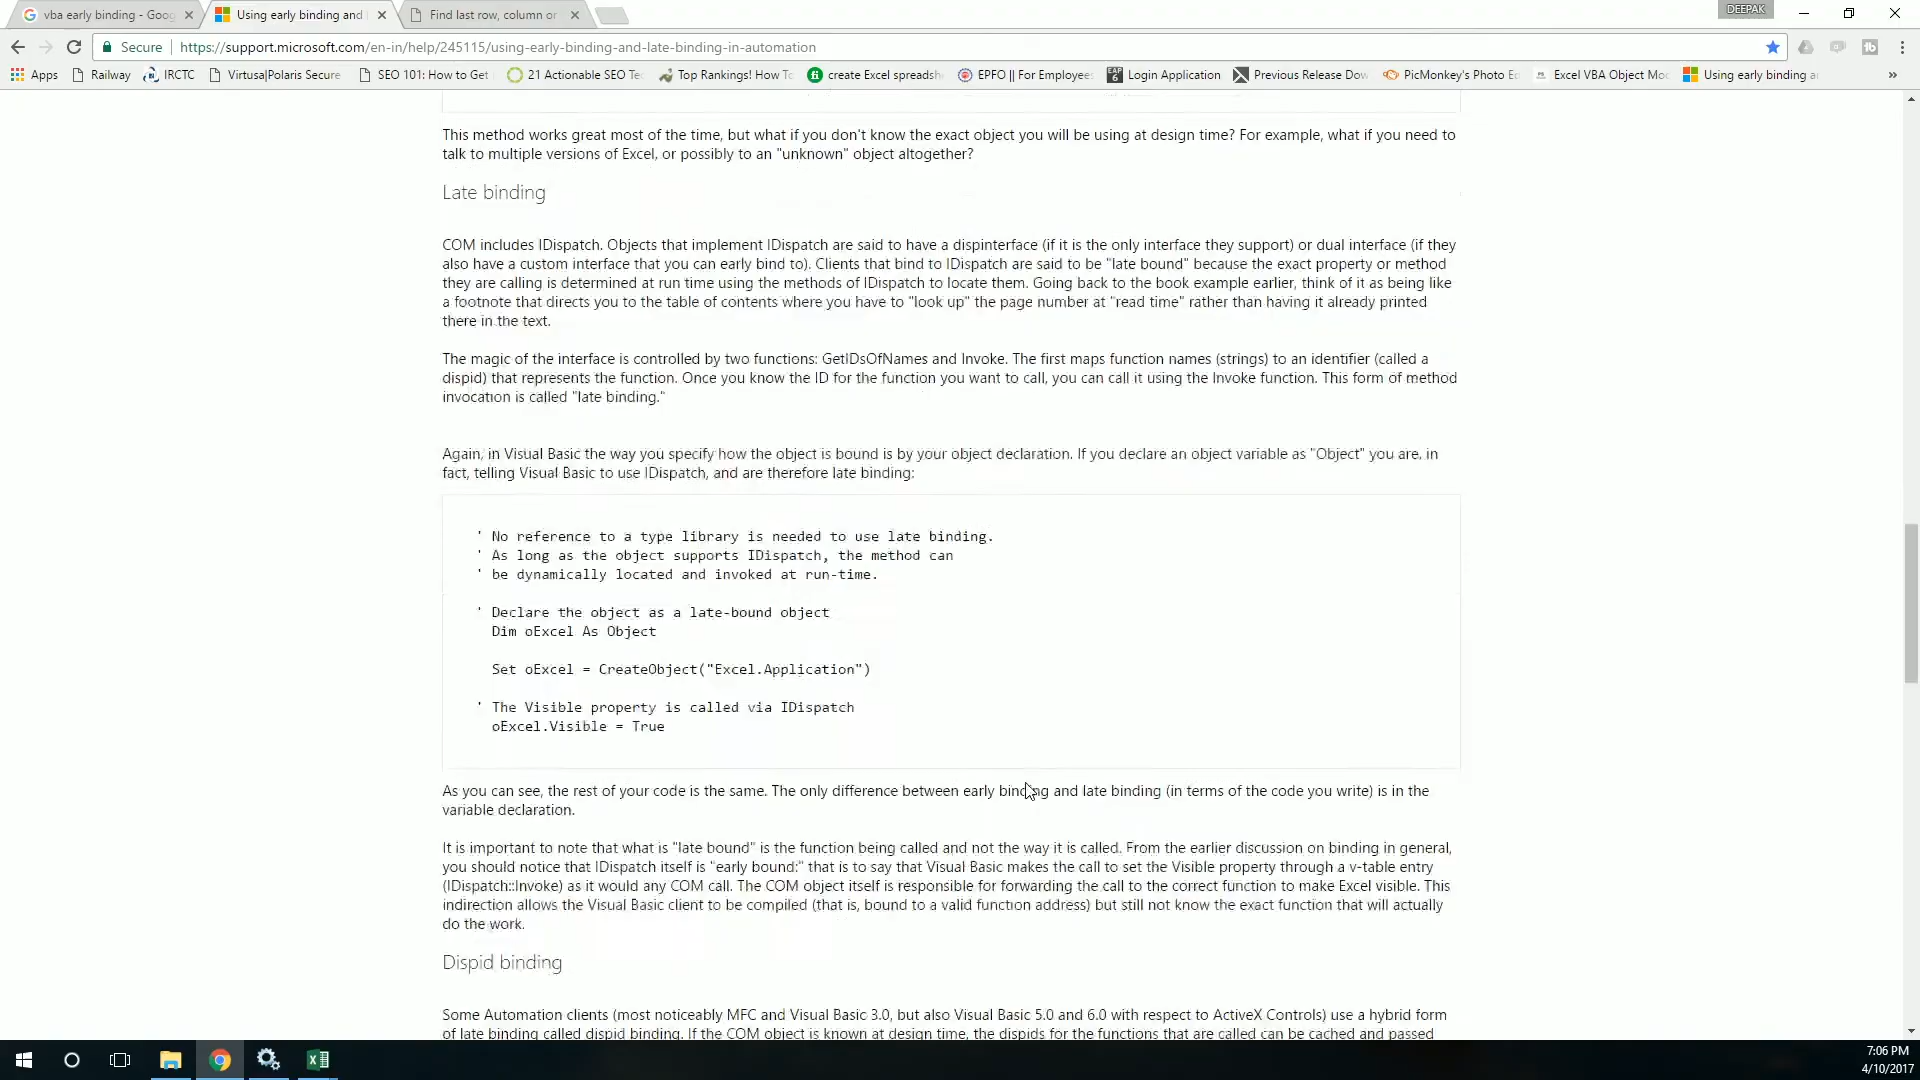 vba early binding - Goog
Using early binding and
Find last row, column or
DEEPAK
Secure
https://support.microsoft.com/en-in/help/245115/using-early-binding-and-late-binding-in-automation
Apps
Railway
IRCTC
Virtusa|Polaris Secure
SEO 101: How to Get
21 Actionable SEO Te
Top Rankings! How To
create Excel spreadsh
EPFO || For Employee
Login Application
Previous Release Dow
PicMonkey's Photo E
Excel VBA Object Mo
Using early binding a
This method works great most of the time, but what if you don't know the exact object you will be using at design time? For example, what if you need to
talk to multiple versions of Excel, or possibly to an "unknown" object altogether?
Late binding
COM includes IDispatch. Objects that implement IDispatch are said to have a dispinterface (if it is the only interface they support) or dual interface (if they
also have a custom interface that you can early bind to). Clients that bind to IDispatch are said to be "late bound" because the exact property or method
they are calling is determined at run time using the methods of IDispatch to locate them. Going back to the book example earlier, think of it as being like
a footnote that directs you to the table of contents where you have to "look up" the page number at "read time" rather than having it already printed
there in the text.
The magic of the interface is controlled by two functions: GetIDsOfNames and Invoke. The first maps function names (strings) to an identifier (called a
dispid) that represents the function. Once you know the ID for the function you want to call, you can call it using the Invoke function. This form of method
invocation is called "late binding."
Again, in Visual Basic the way you specify how the object is bound is by your object declaration. If you declare an object variable as "Object" you are, in
fact, telling Visual Basic to use IDispatch, and are therefore late binding:
' No reference to a type library is needed to use late binding.
' As long as the object supports IDispatch, the method can
' be dynamically located and invoked at run-time.
' Declare the object as a late-bound object
Dim oExcel As Object
Set oExcel = CreateObject("Excel.Application")
' The Visible property is called via IDispatch
oExcel.Visible = True
As you can see, the rest of your code is the same. The only difference between early binding and late binding (in terms of the code you write) is in the
variable declaration.
It is important to note that what is "late bound" is the function being called and not the way it is called. From the earlier discussion on binding in general,
you should notice that IDispatch itself is "early bound:" that is to say that Visual Basic makes the call to set the Visible property through a v-table entry
(IDispatch::Invoke) as it would any COM call. The COM object itself is responsible for forwarding the call to the correct function to make Excel visible. This
indirection allows the Visual Basic client to be compiled (that is, bound to a valid function address) but still not know the exact function that will actually
do the work.
Dispid binding
Some Automation clients (most noticeably MFC and Visual Basic 3.0, but also Visual Basic 5.0 and 6.0 with respect to ActiveX Controls) use a hybrid form
of late binding called dispid binding. If the COM object is known at design time, the dispids for the functions that are called can be cached and passed
7:06 PM
4/10/2017